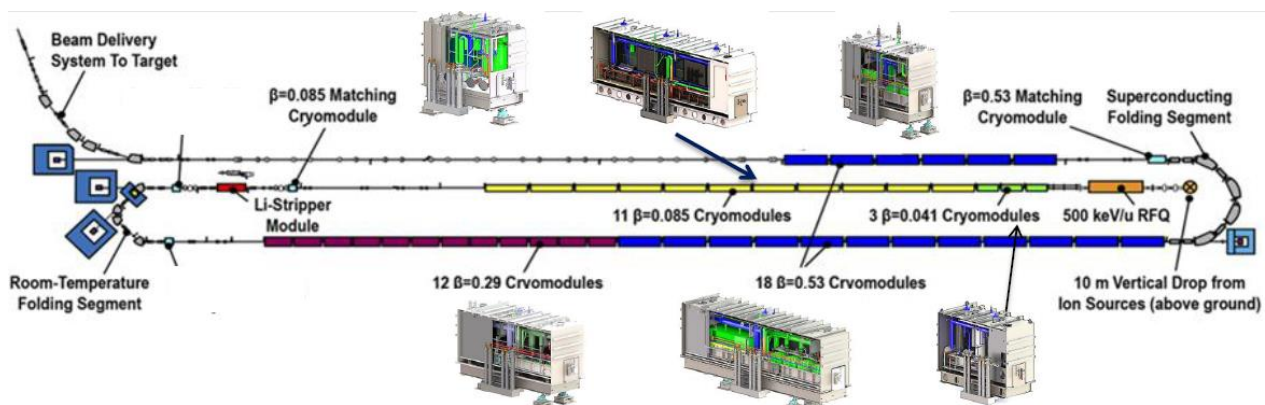 Beam Delivery
System To Target
β=0.085 Matching
Cryomodule
β=0.53 Matching
Cryomodule
Superconducting
Folding Segment
Li-Stripper
Module
11 β=0.085 Cryomodules
3 β=0.041 Cryomodules
500 keV/u RFQ
Room-Temperature
Folding Segment
12 β=0.29 Crvomodules
18 β=0.53 Crvomodules
10 m Vertical Drop from
Ion Sources (above ground)